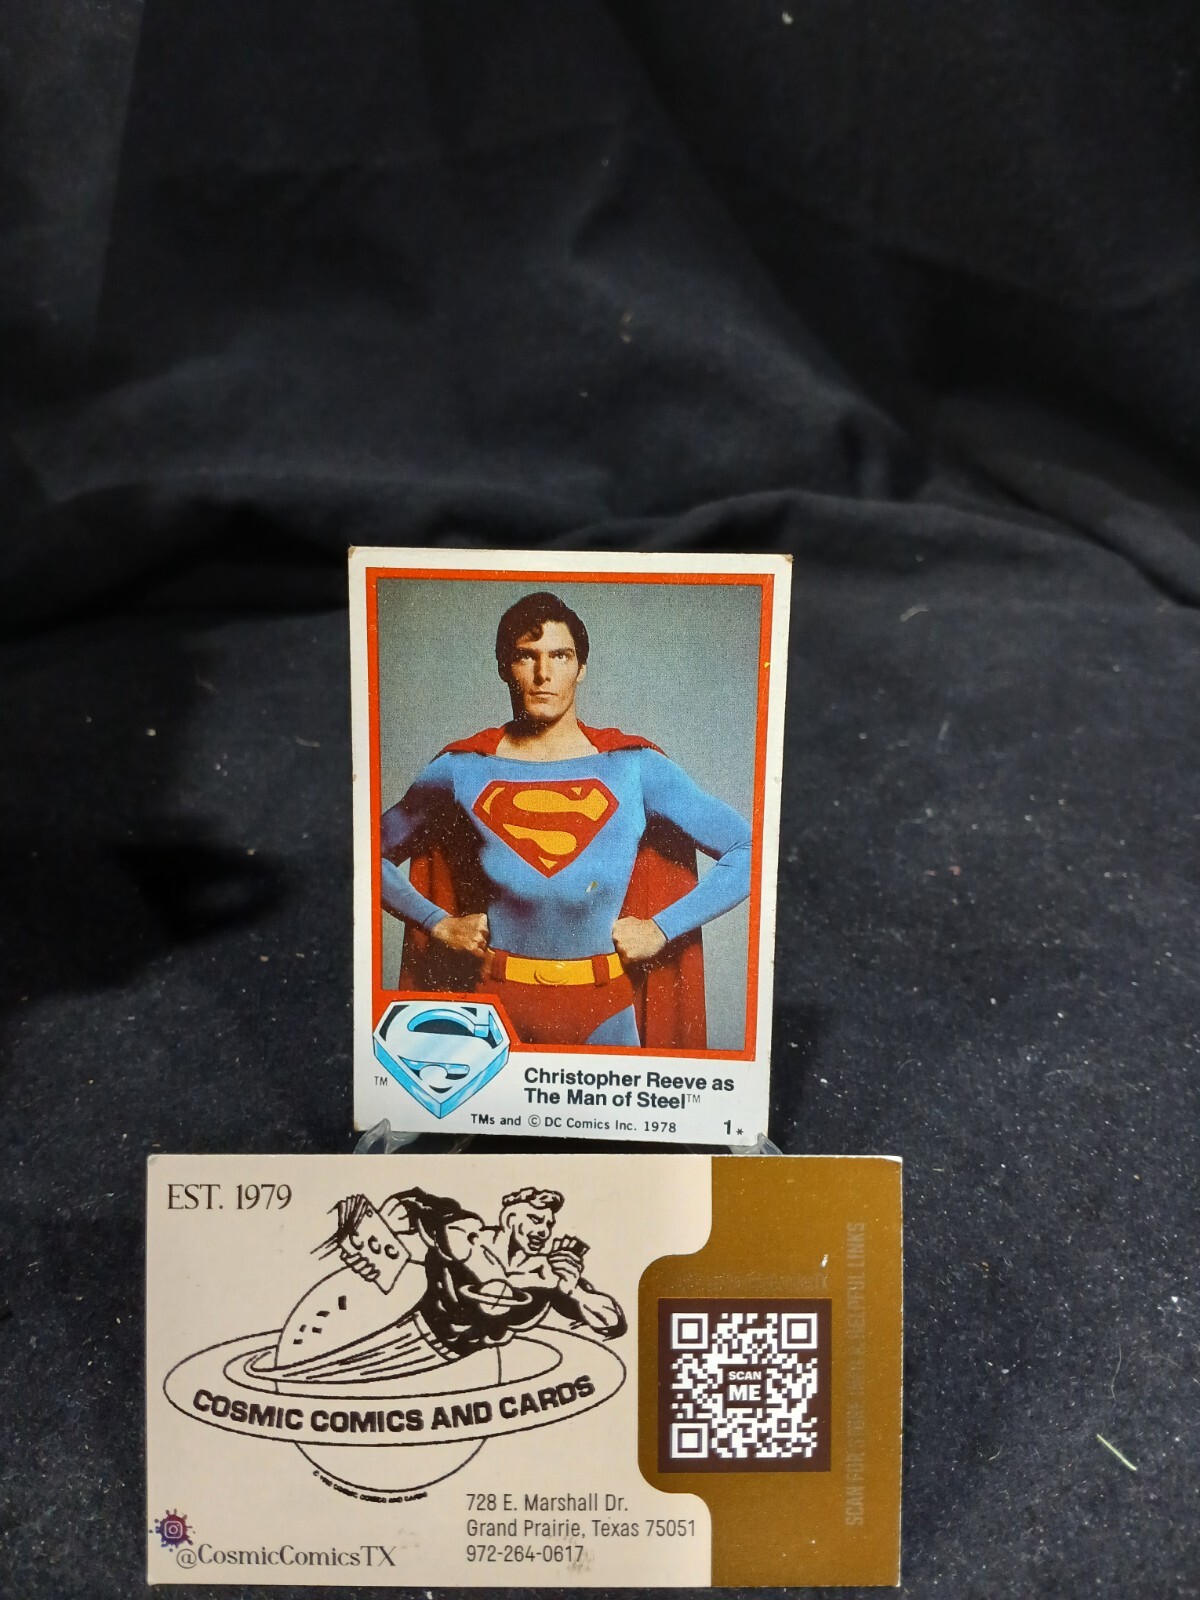 TM
Christopher Reeve as
The Man of Steel™
TMs and © DC Comics Inc. 1978
1*
EST. 1979
COSMIC COMICS AND CARDS
SCAN
ME
728 E. Marshall Dr.
Grand Prairie, Texas 75051
972-264-0617
@CosmicComicsTX